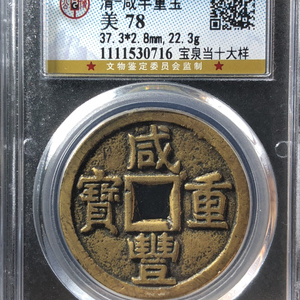 清-咸丰重宝
美 78
37.3*2.8mm,22.3g
1111530716 宝泉当十大样
文物鉴定委员会监制
咸
寶 重
豐